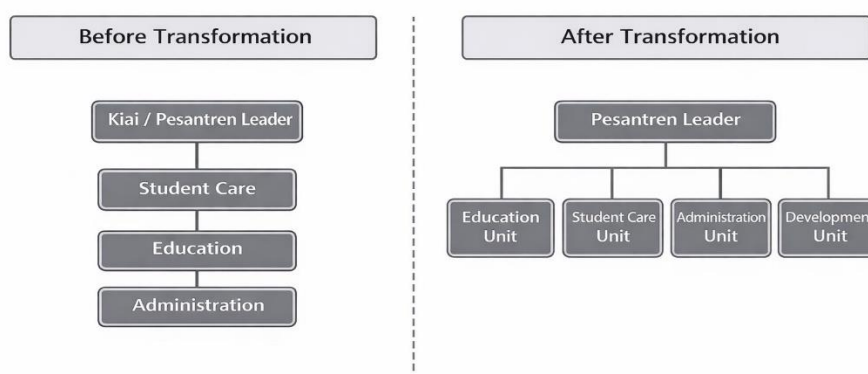 Before Transformation
Kiai / Pesantren Leader
Student Care
Education
Administration
After Transformation
Pesantren Leader
Education
Unit
Student Care
Unit
Administration
Unit
Developmen
Unit